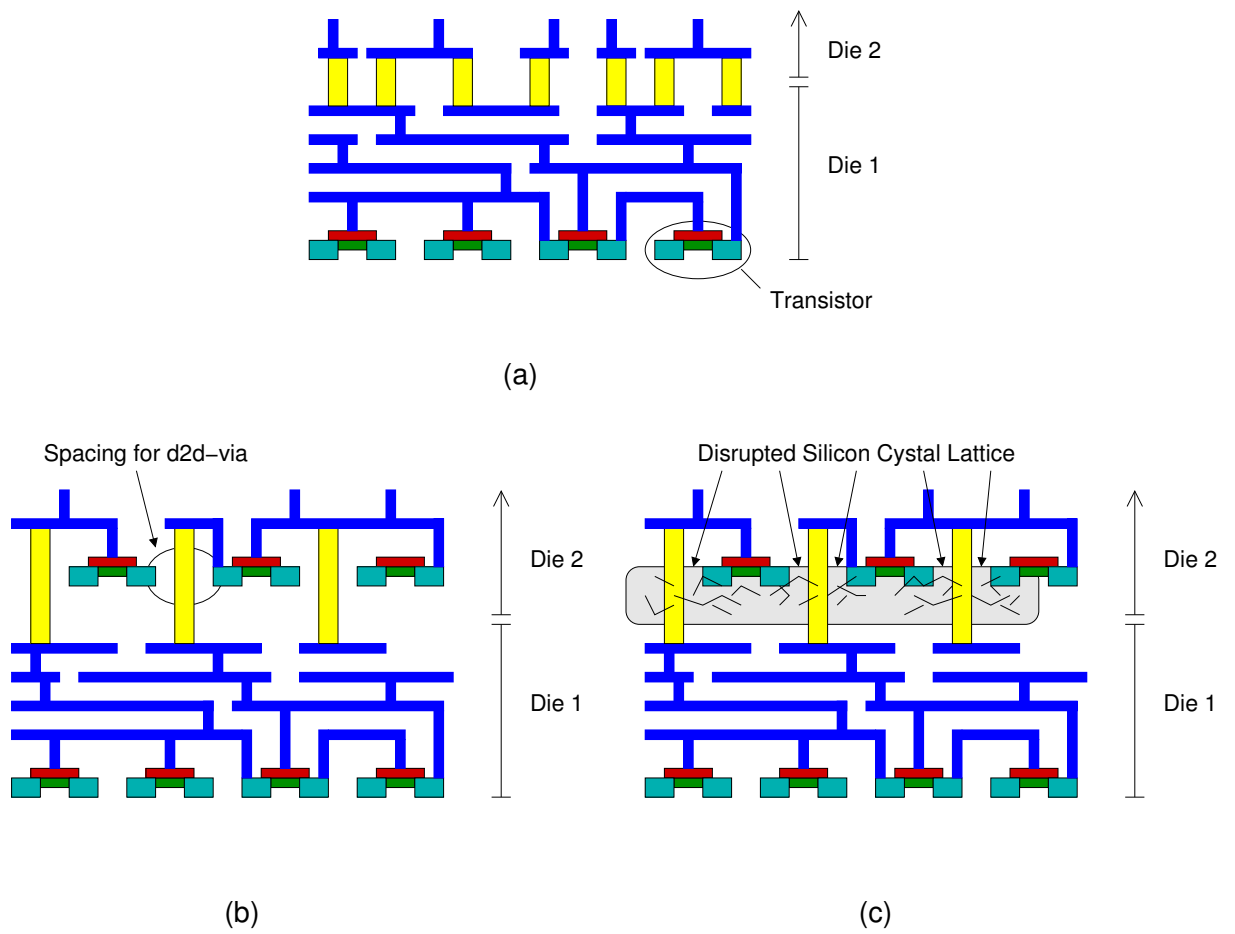 Die 2
Die 1
Transistor
(a)
Spacing for d2d−via
Die 2
Die 1
(b)
Disrupted Silicon Cystal Lattice
Die 2
Die 1
(c)